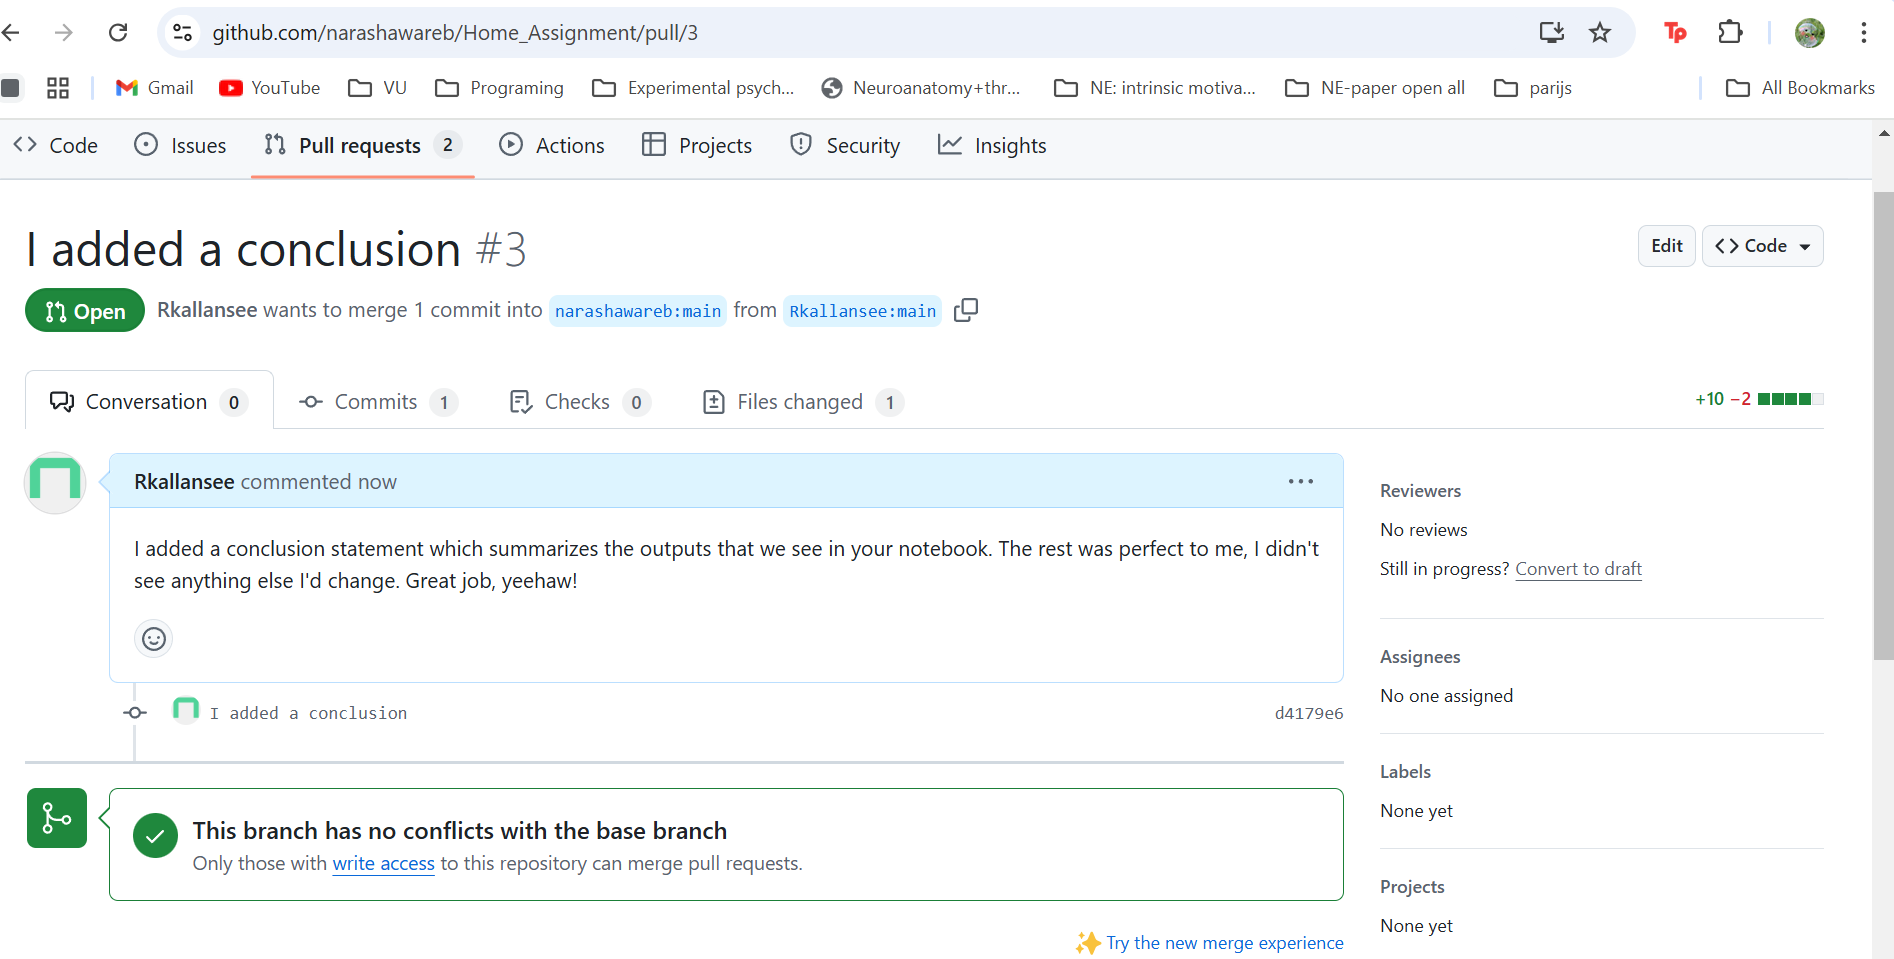 github.com/narashawareb/Home_Assignment/pull/3
Tp
Gmail YouTube VU Programing Experimental psych... Neuroanatomy+thr... NE: intrinsic motiva... NE-paper open all parijs All Bookmarks
Code Issues Pull requests 2 Actions Projects Security Insights
I added a conclusion #3
Edit Code
Open Rkallansee wants to merge 1 commit into narashawareb:main from Rkallansee:main
Conversation 0 Commits 1 Checks 0 Files changed 1 +10 −2
Rkallansee commented now
I added a conclusion statement which summarizes the outputs that we see in your notebook. The rest was perfect to me, I didn't
see anything else I'd change. Great job, yeehaw!
I added a conclusion d4179e6
This branch has no conflicts with the base branch
Only those with write access to this repository can merge pull requests.
Try the new merge experience
Reviewers
No reviews
Still in progress? Convert to draft
Assignees
No one assigned
Labels
None yet
Projects
None yet